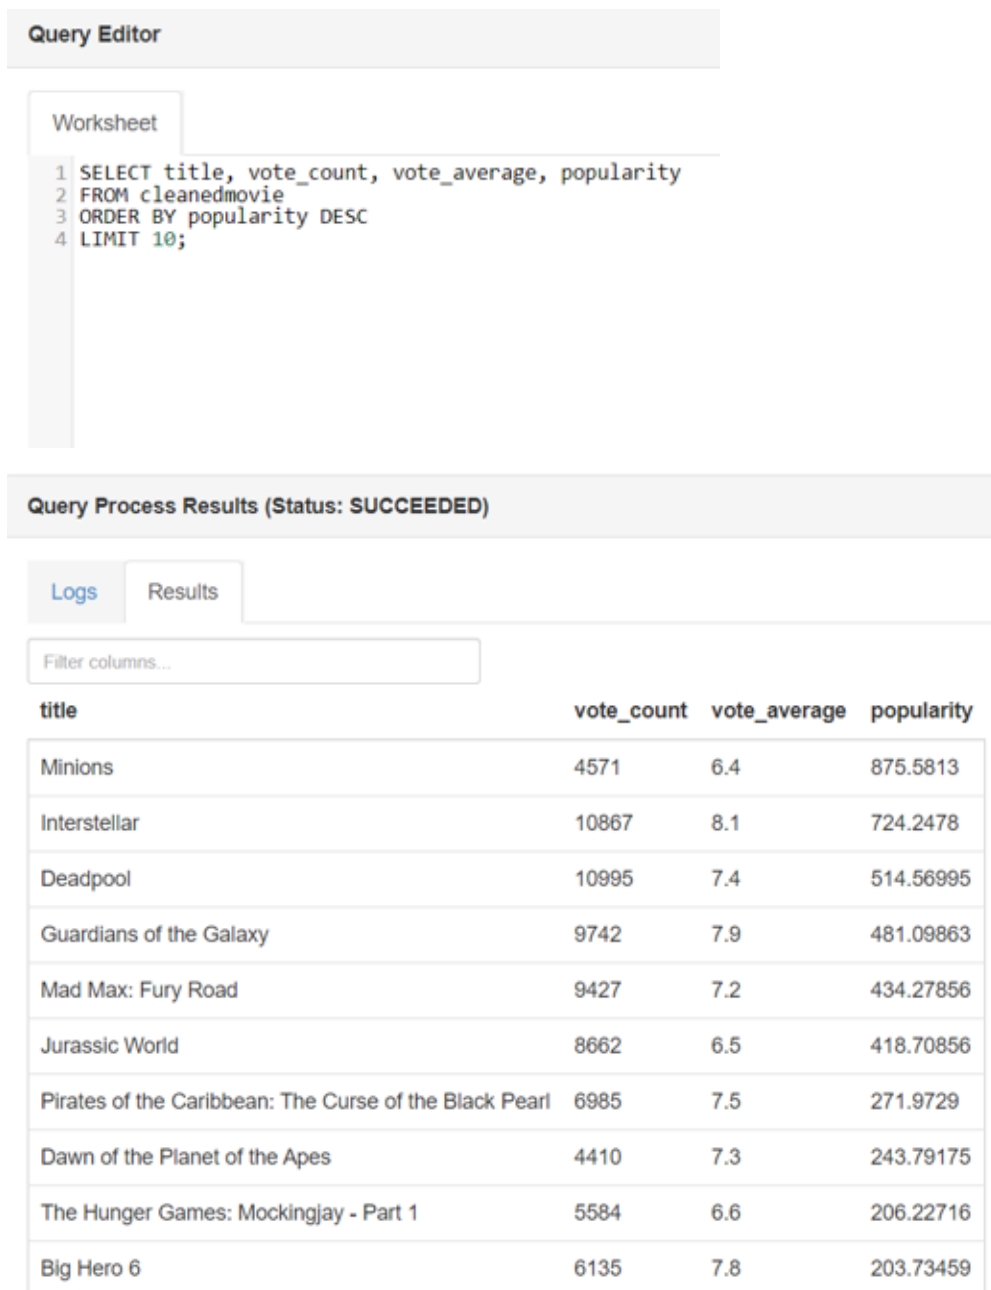 Query Editor
Worksheet
1 SELECT title, vote_count, vote_average, popularity
2 FROM cleanedmovie
3 ORDER BY popularity DESC
4 LIMIT 10;
Query Process Results (Status: SUCCEEDED)
Logs Results
Filter columns...
title vote_count vote_average popularity
Minions 4571 6.4 875.5813
Interstellar 10867 8.1 724.2478
Deadpool 10995 7.4 514.56995
Guardians of the Galaxy 9742 7.9 481.09863
Mad Max: Fury Road 9427 7.2 434.27856
Jurassic World 8662 6.5 418.70856
Pirates of the Caribbean: The Curse of the Black Pearl 6985 7.5 271.9729
Dawn of the Planet of the Apes 4410 7.3 243.79175
The Hunger Games: Mockingjay - Part 1 5584 6.6 206.22716
Big Hero 6 6135 7.8 203.73459